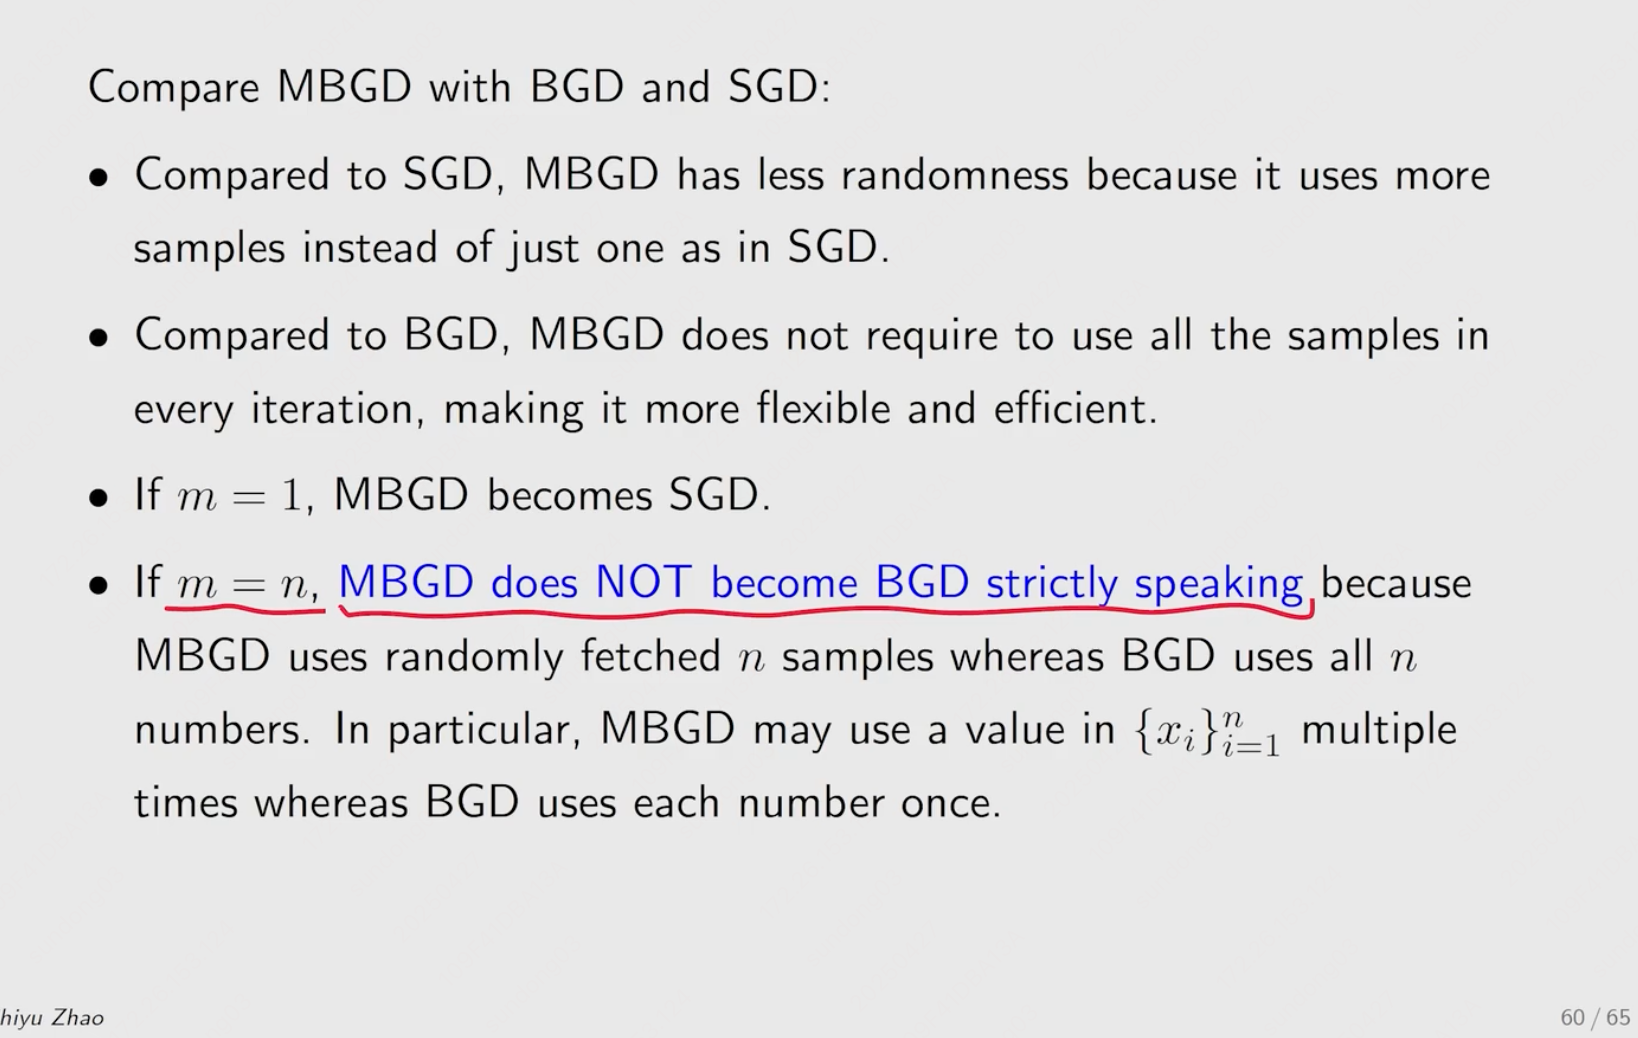 Compare MBGD with BGD and SGD:
• Compared to SGD, MBGD has less randomness because it uses more
samples instead of just one as in SGD.
• Compared to BGD, MBGD does not require to use all the samples in
every iteration, making it more flexible and efficient.
• If m = 1, MBGD becomes SGD.
• If m = n, MBGD does NOT become BGD strictly speaking because
MBGD uses randomly fetched n samples whereas BGD uses all n
numbers. In particular, MBGD may use a value in {x_i}_{i=1}^n multiple
times whereas BGD uses each number once.
hiyu Zhao
60 / 65